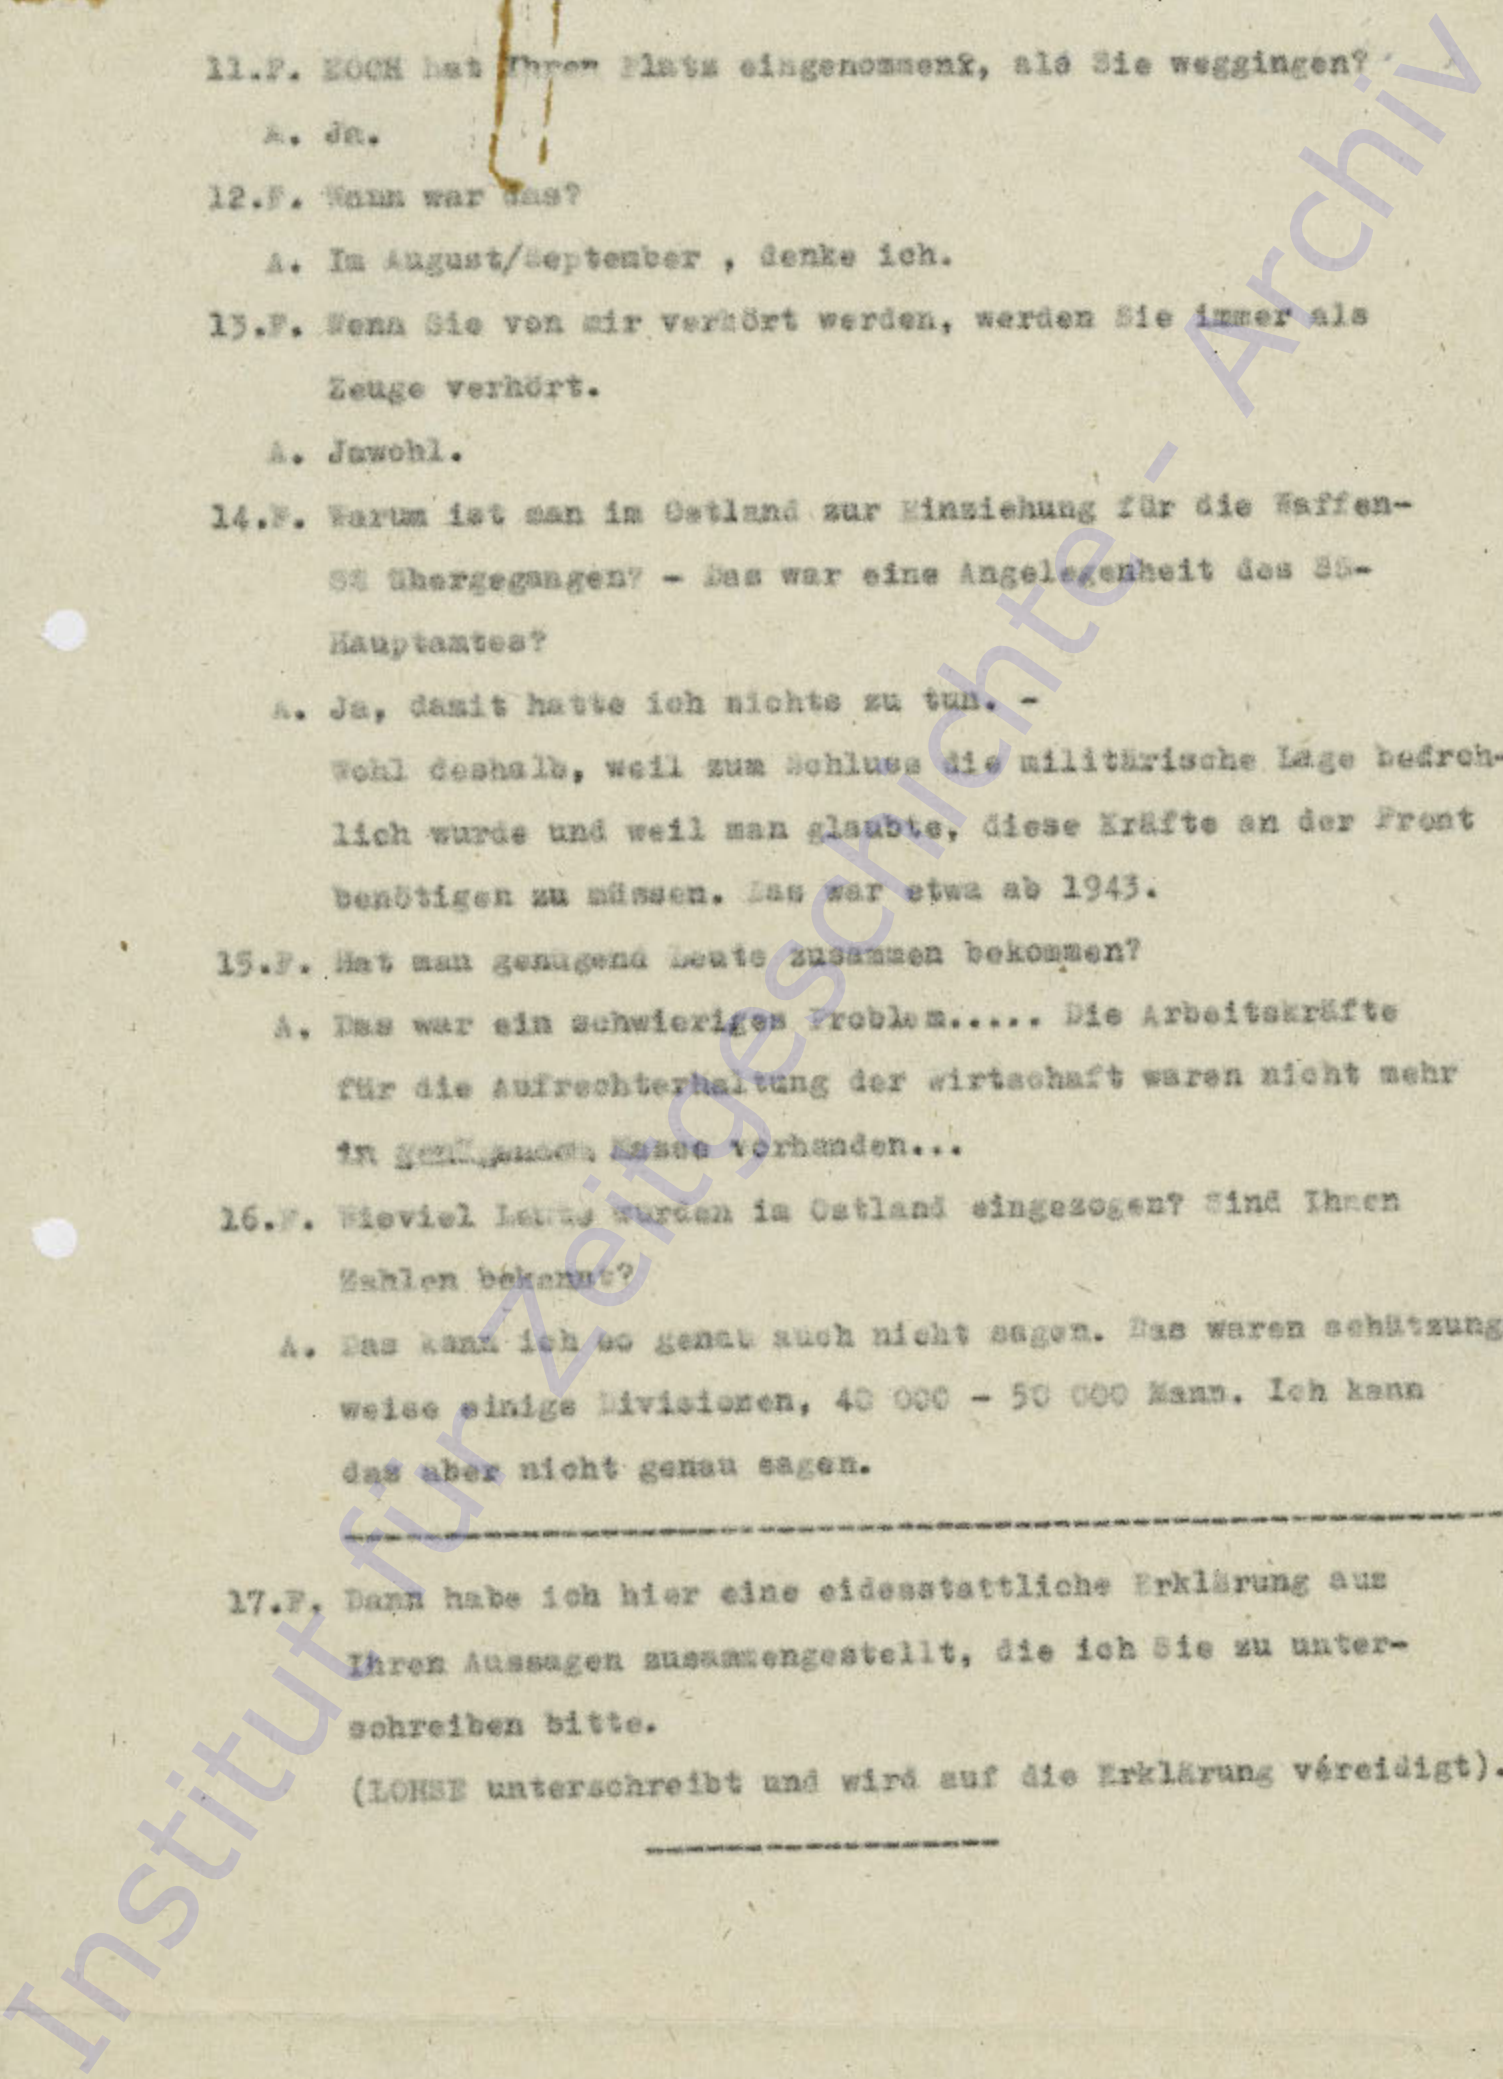 11.F. KOCH hat Ihren Platz eingenommen?, als Sie weggingen?
A. Ja.
12.F. Wann war das?
A. Im August/September , denke ich.
13.F. Wenn Sie von mir verhört werden, werden Sie immer als
Zeuge verhört.
A. Jawohl.
14.F. Warum ist man im Ostland zur Einziehung für die Waffen-
SS übergegangen? - Das war eine Angelegenheit des SS-
Hauptamtes?
A. Ja, damit hatte ich nichts zu tun. -
Wohl deshalb, weil zum Schluss die militärische Lage bedroh-
lich wurde und weil man glaubte, diese Kräfte an der Front
benötigen zu müssen. Das war etwa ab 1943.
15.F. Hat man genügend Leute zusammen bekommen?
A. Das war ein schwieriges Problem..... Die Arbeitskräfte
für die Aufrechterhaltung der Wirtschaft waren nicht mehr
in Masse vorhanden...
16.F. Wieviel Leute wurden im Ostland eingezogen? Sind Ihnen
Zahlen bekannt?
A. Das kann ich so genau auch nicht sagen. Das waren schätzung
weise einige Divisionen, 40 000 - 50 000 Mann. Ich kann
das aber nicht genau sagen.
17.F. Dann habe ich hier eine eidesstattliche Erklärung aus
Ihren Aussagen zusammengestellt, die ich Sie zu unter-
schreiben bitte.
(LOHSE unterschreibt und wird auf die Erklärung vereidigt).
Institut für Zeitgeschichte - Archiv